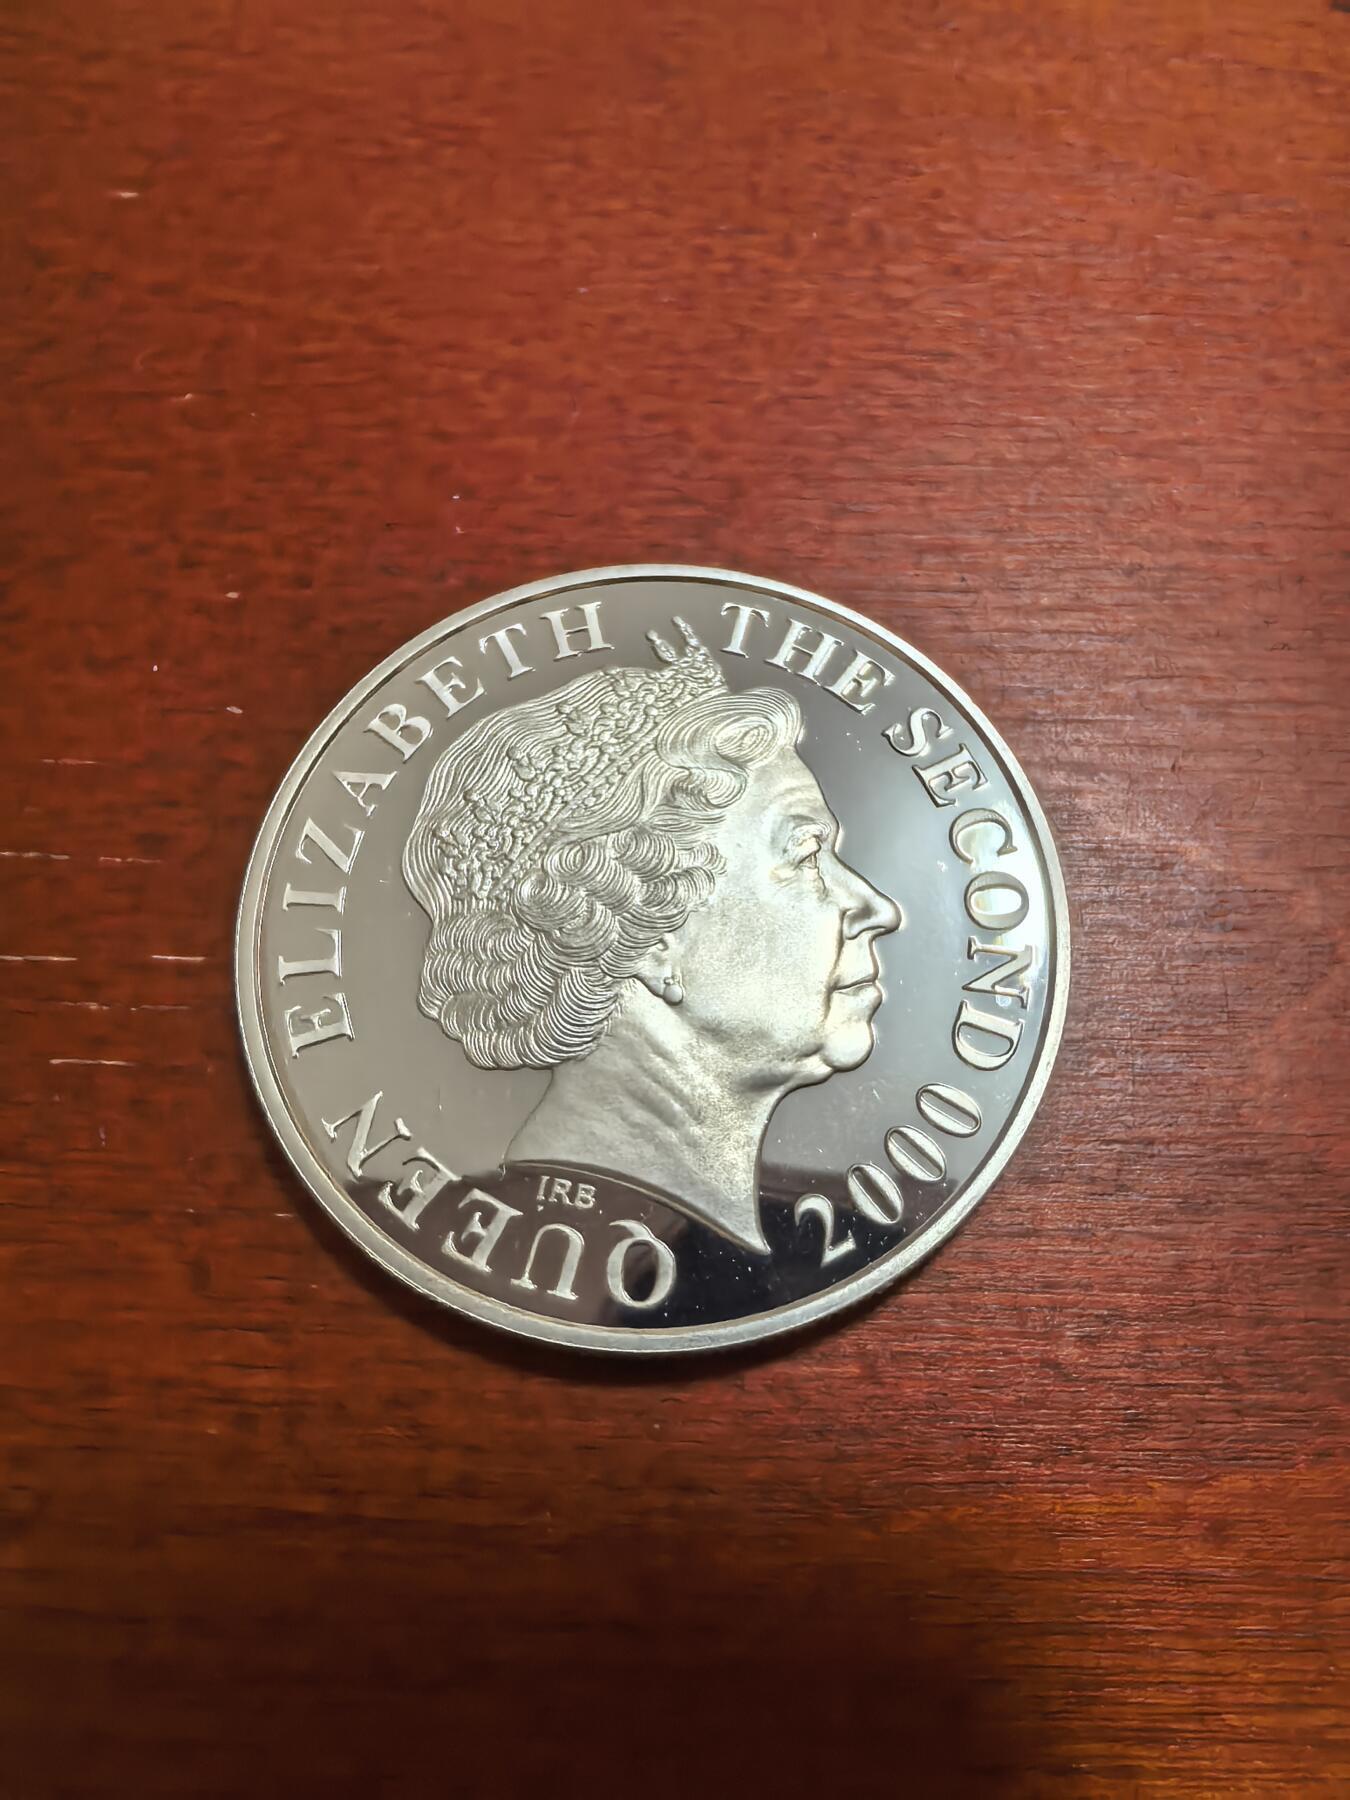 QUEEN ELIZABETH THE SECOND 2000
IRB